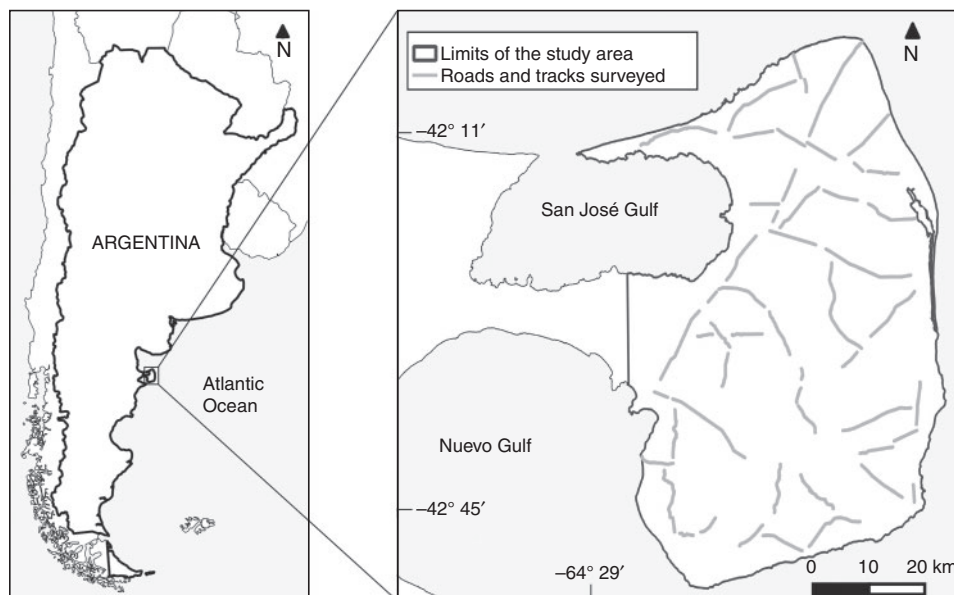 N
ARGENTINA
Atlantic
Ocean
Limits of the study area
Roads and tracks surveyed
N
−42° 11′
San José Gulf
Nuevo Gulf
−42° 45′
−64° 29′
0 10 20 km